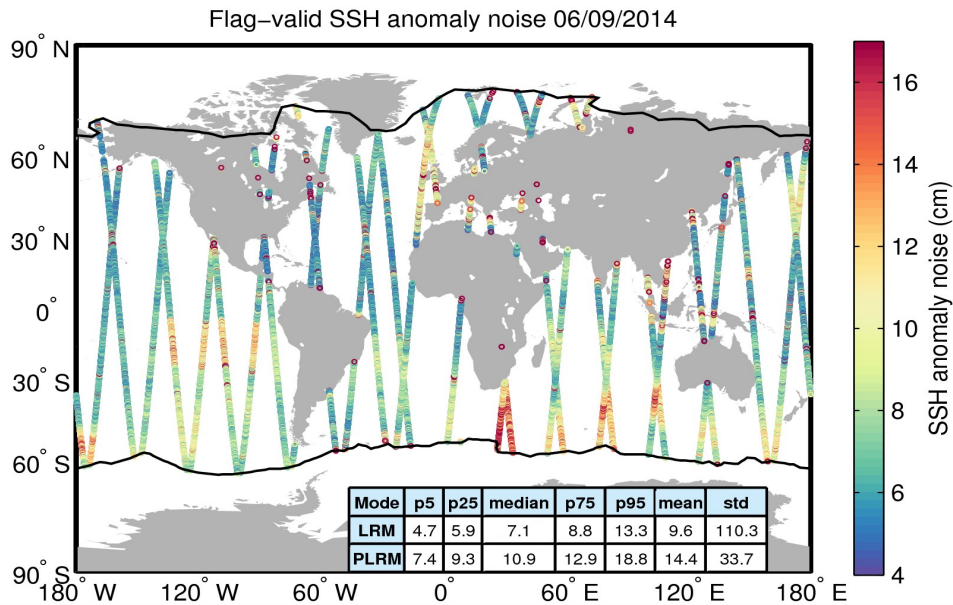 Flag−valid SSH anomaly noise 06/09/2014
90° N
60° N
30° N
0°
30° S
60° S
90° S
180° W
120° W
60° W
0°
60° E
120° E
180° E
16
14
12
10
8
6
4
SSH anomaly noise (cm)
Mode p5 p25 median p75 p95 mean std
LRM 4.7 5.9 7.1 8.8 13.3 9.6 110.3
PLRM 7.4 9.3 10.9 12.9 18.8 14.4 33.7